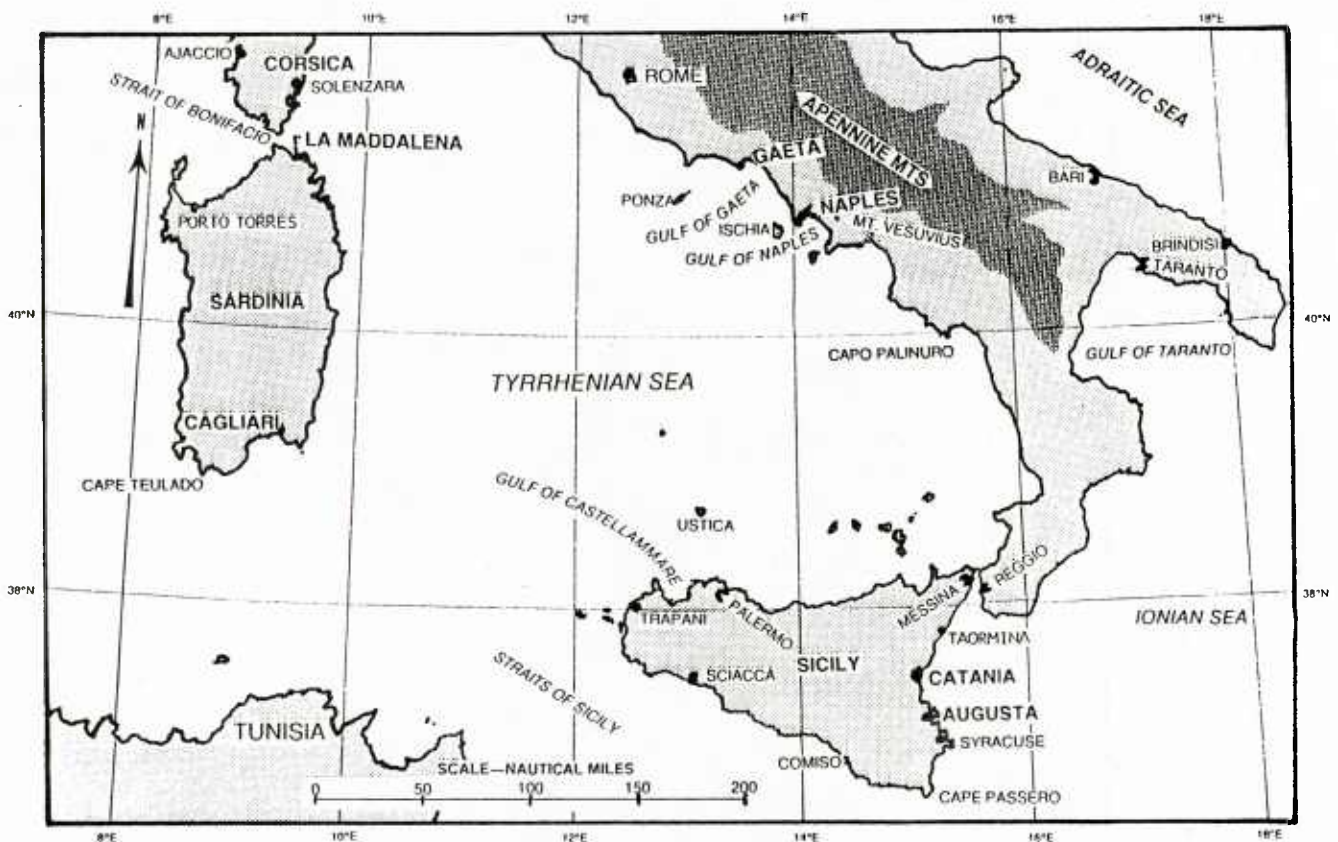 8°E
10°E
12°E
14°E
16°E
18°E
AJACCIO
CORSICA
SOLENZARA
STRAIT OF BONIFACIO
N
LA MADDALENA
PORTO TORRES
SARDINIA
CAGLIARI
CAPE TEULADO
ROME
APENNINE MTS
ADRAITIC SEA
GAETA
PONZA
GULF OF GAETA
NAPLES
ISCHIA
MT. VESUVIUS
GULF OF NAPLES
BARI
BRINDISI
TARANTO
40°N
40°N
CAPO PALINURO
GULF OF TARANTO
TYRRHENIAN SEA
GULF OF CASTELLAMMARE
USTICA
38°N
38°N
MESSINA
REGGIO
IONIAN SEA
TRAPANI
PALERMO
TAORMINA
SICILY
SCIACCA
CATANIA
STRAITS OF SICILY
AUGUSTA
SYRACUSE
TUNISIA
COMISO
CAPE PASSERO
SCALE—NAUTICAL MILES
0 50 100 150 200
8°E
10°E
12°E
14°E
16°E
18°E